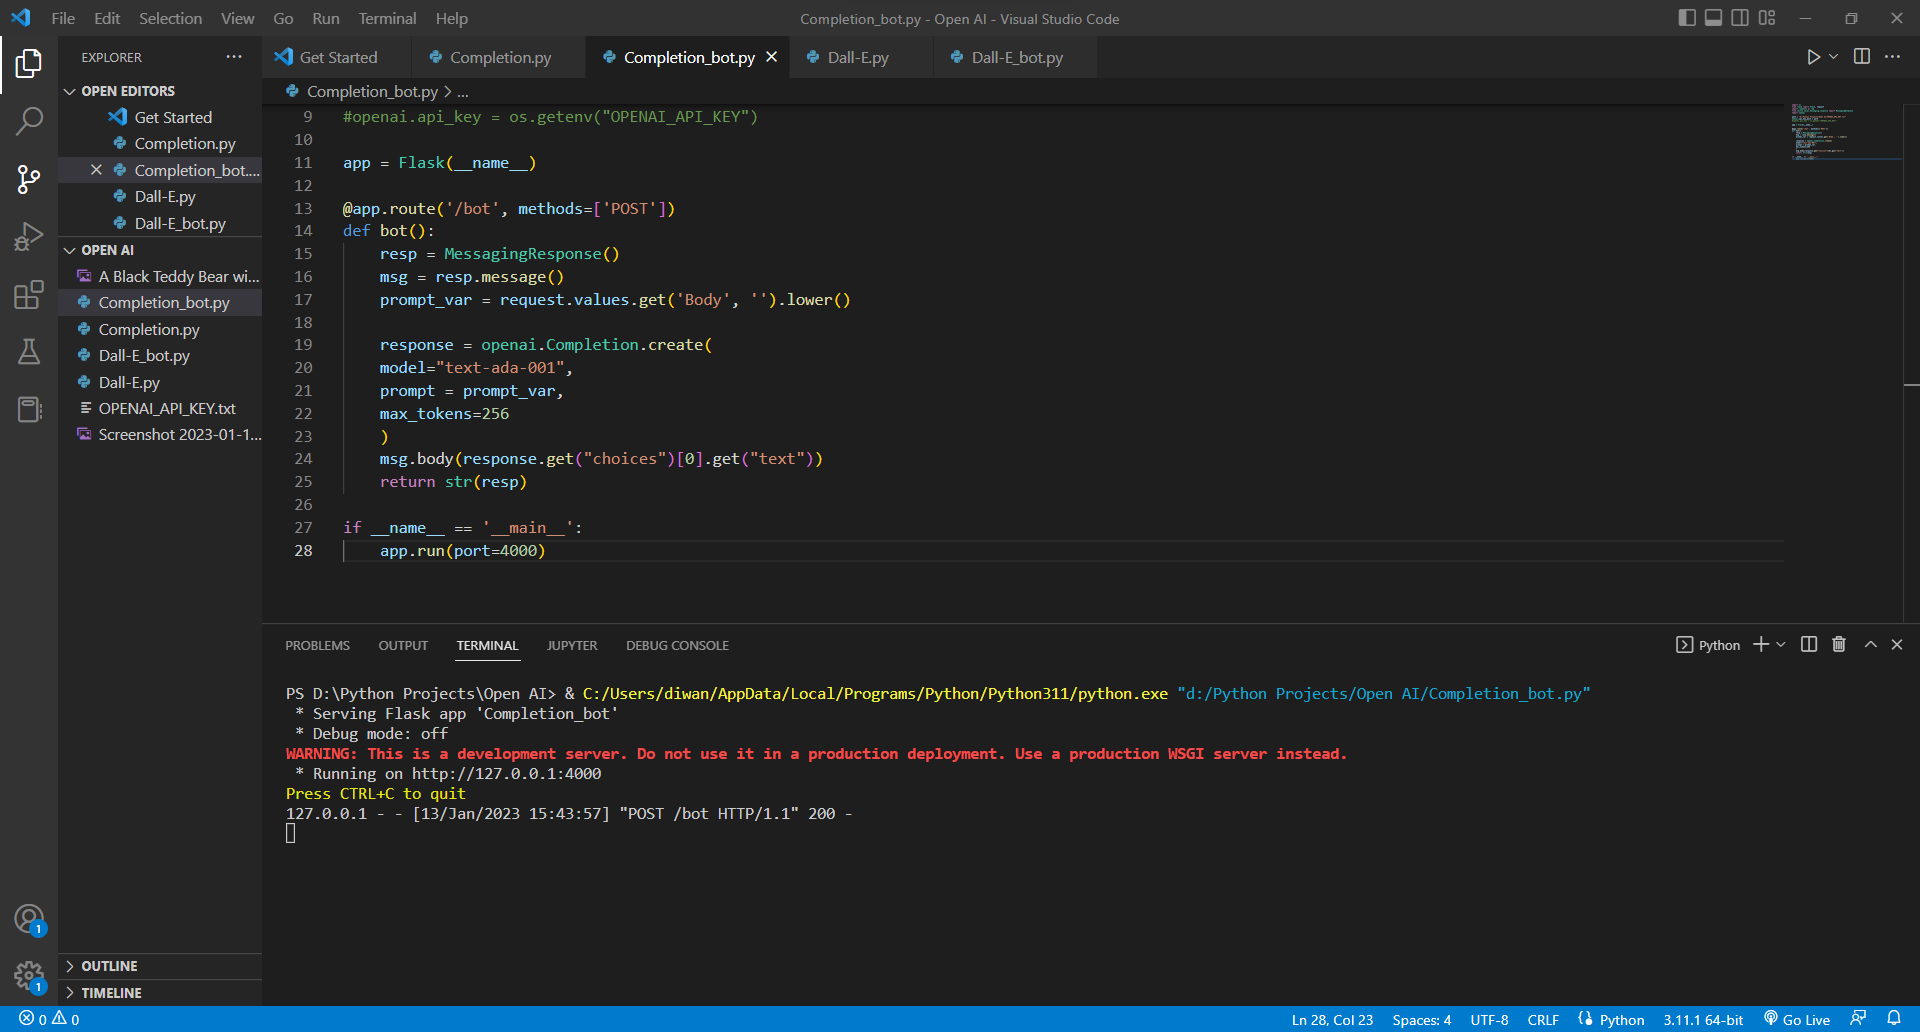 File Edit Selection View Go Run Terminal Help
Completion_bot.py - Open AI - Visual Studio Code
EXPLORER
OPEN EDITORS
Get Started
Completion.py
Completion_bot....
Dall-E.py
Dall-E_bot.py
OPEN AI
A Black Teddy Bear wi...
Completion_bot.py
Completion.py
Dall-E_bot.py
Dall-E.py
OPENAI_API_KEY.txt
Screenshot 2023-01-1...
OUTLINE
TIMELINE
1
1
Get Started Completion.py Completion_bot.py Dall-E.py Dall-E_bot.py
Completion_bot.py > ...
9 #openai.api_key = os.getenv("OPENAI_API_KEY")
10
11 app = Flask(__name__)
12
13 @app.route('/bot', methods=['POST'])
14 def bot():
15     resp = MessagingResponse()
16     msg = resp.message()
17     prompt_var = request.values.get('Body', '').lower()
18
19     response = openai.Completion.create(
20     model="text-ada-001",
21     prompt = prompt_var,
22     max_tokens=256
23     )
24     msg.body(response.get("choices")[0].get("text"))
25     return str(resp)
26
27 if __name__ == '__main__':
28     app.run(port=4000)
PROBLEMS OUTPUT TERMINAL JUPYTER DEBUG CONSOLE
Python
PS D:\Python Projects\Open AI> & C:/Users/diwan/AppData/Local/Programs/Python/Python311/python.exe "d:/Python Projects/Open AI/Completion_bot.py"
 * Serving Flask app 'Completion_bot'
 * Debug mode: off
WARNING: This is a development server. Do not use it in a production deployment. Use a production WSGI server instead.
 * Running on http://127.0.0.1:4000
Press CTRL+C to quit
127.0.0.1 - - [13/Jan/2023 15:43:57] "POST /bot HTTP/1.1" 200 -
0 0
Ln 28, Col 23 Spaces: 4 UTF-8 CRLF Python 3.11.1 64-bit Go Live